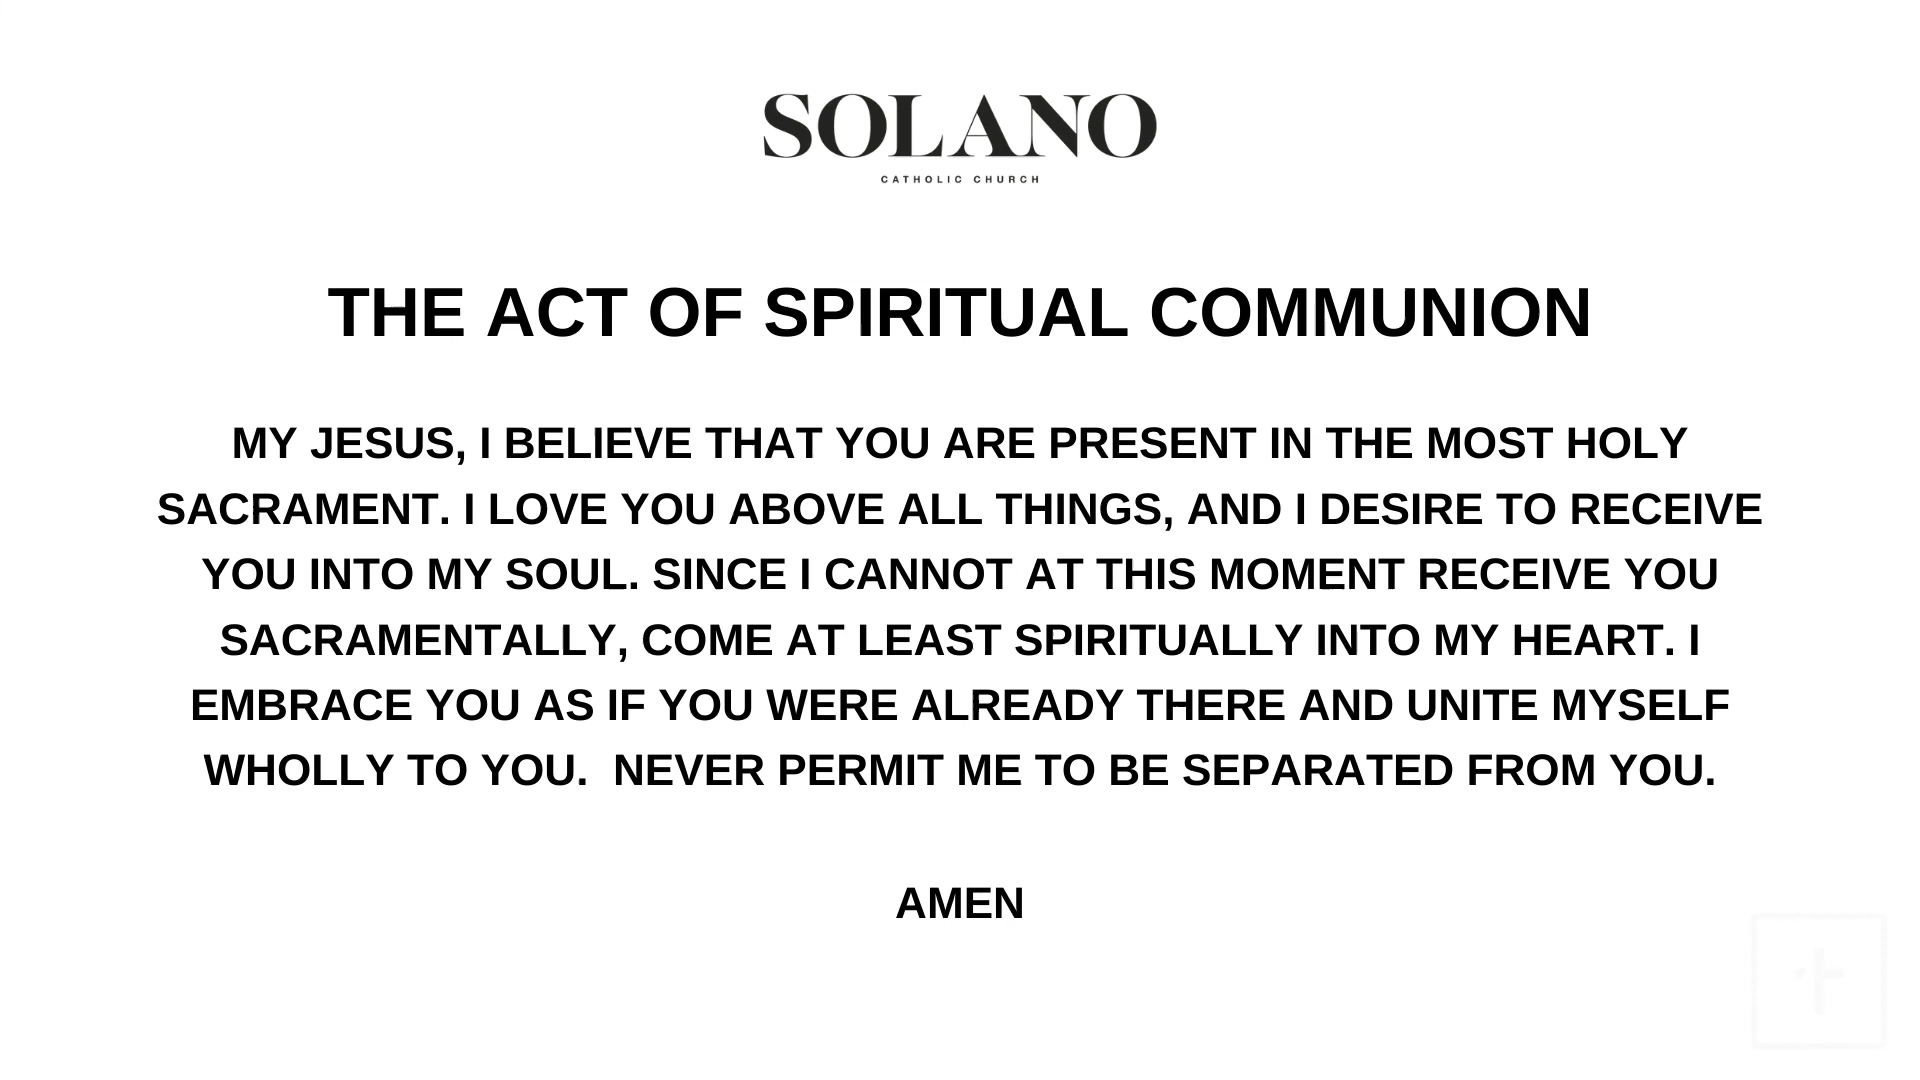 SOLANO
CATHOLIC CHURCH
THE ACT OF SPIRITUAL COMMUNION
MY JESUS, I BELIEVE THAT YOU ARE PRESENT IN THE MOST HOLY
SACRAMENT. I LOVE YOU ABOVE ALL THINGS, AND I DESIRE TO RECEIVE
YOU INTO MY SOUL. SINCE I CANNOT AT THIS MOMENT RECEIVE YOU
SACRAMENTALLY, COME AT LEAST SPIRITUALLY INTO MY HEART. I
EMBRACE YOU AS IF YOU WERE ALREADY THERE AND UNITE MYSELF
WHOLLY TO YOU.  NEVER PERMIT ME TO BE SEPARATED FROM YOU.
AMEN